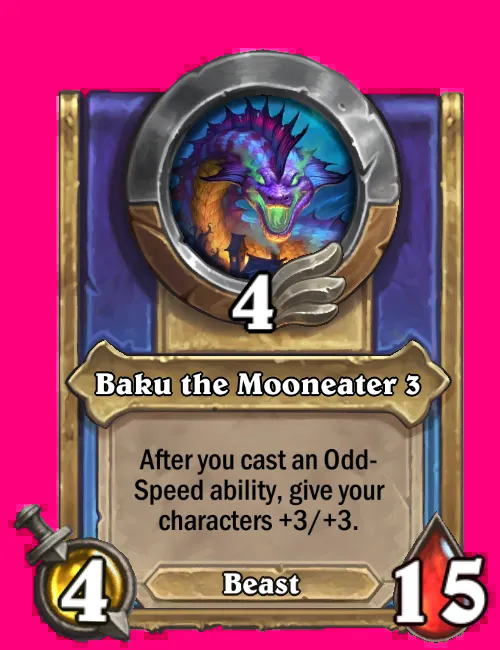 4
Baku the Mooneater 3
After you cast an Odd-
Speed ability, give your
characters +3/+3.
4
Beast
15